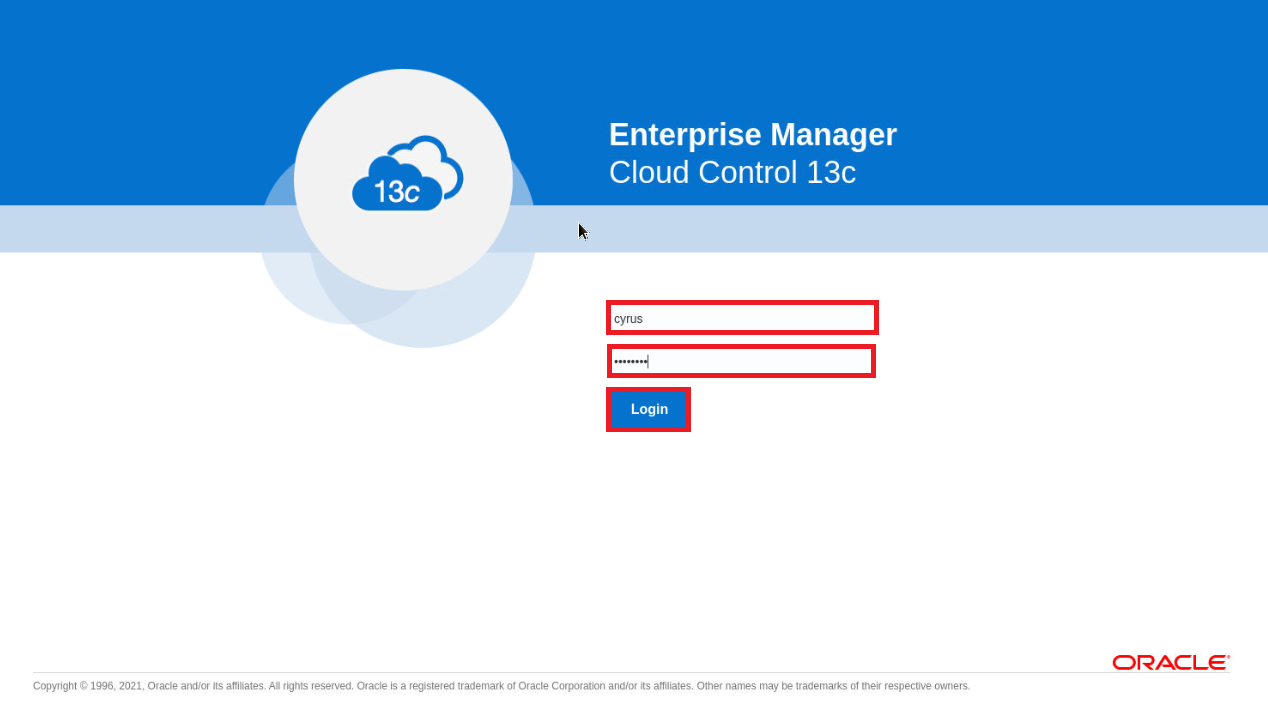 13c
Enterprise Manager
Cloud Control 13c
cyrus
••••••••
Login
ORACLE®
Copyright © 1996, 2021, Oracle and/or its affiliates. All rights reserved. Oracle is a registered trademark of Oracle Corporation and/or its affiliates. Other names may be trademarks of their respective owners.